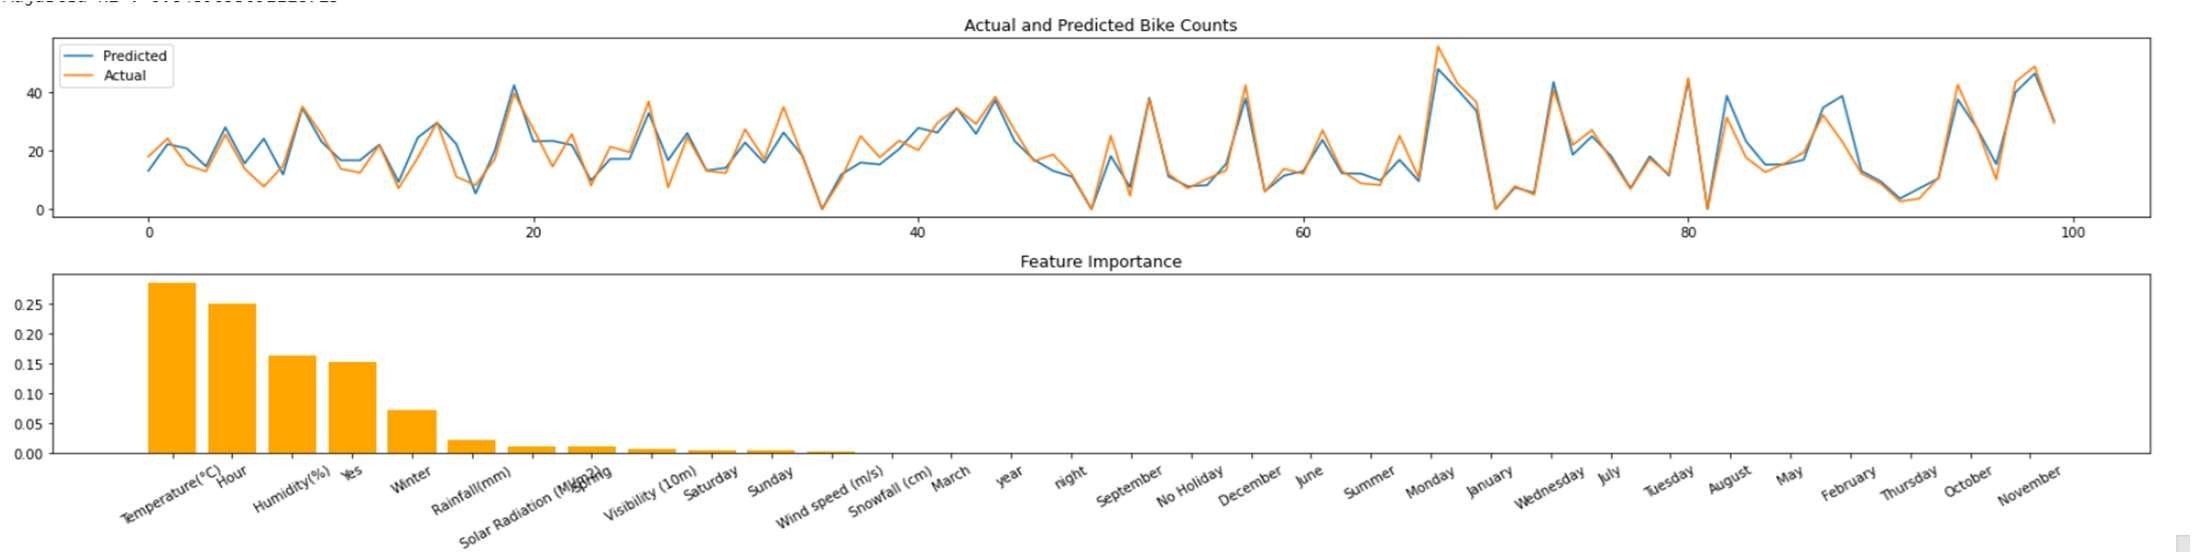 Actual and Predicted Bike Counts
Predicted
Actual
40
20
0
0 20 40 60 80 100
Feature Importance
0.25
0.20
0.15
0.10
0.05
0.00
Temperature(°C) Hour Humidity(%) Yes Winter Rainfall(mm) Solar Radiation (MJ/m2) Spring Visibility (10m) Saturday Sunday Wind speed (m/s) Snowfall (cm) March year night September No Holiday December June Summer Monday January Wednesday July Tuesday August May February Thursday October November